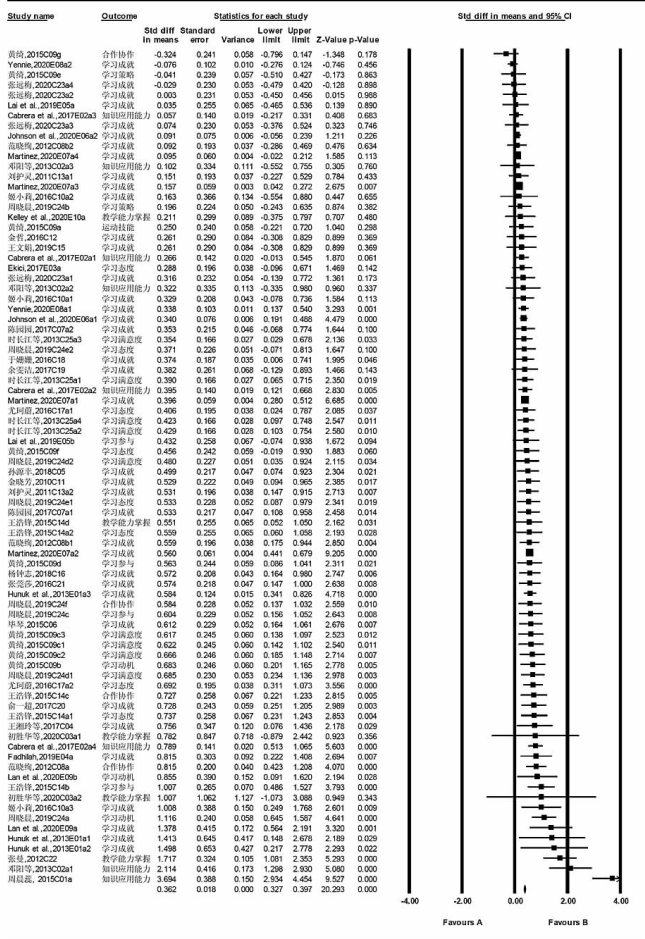 Study name Outcome Statistics for each study Std diff in means and 95% CI
Std diff in means Standard error Variance Lower limit Upper limit Z-Value p-Value
黄绮,2015C09g 合作协作 -0.324 0.241 0.058 -0.796 0.147 -1.348 0.178
Yennie,2020E08a2 学习成就 -0.076 0.102 0.010 -0.276 0.124 -0.746 0.456
黄绮,2015C09e 学习策略 -0.041 0.239 0.057 -0.510 0.427 -0.173 0.863
张远梅,2020C23a4 学习成就 -0.029 0.230 0.053 -0.479 0.420 -0.128 0.898
张远梅,2020C23a2 学习成就 0.003 0.231 0.053 -0.450 0.456 0.015 0.988
Lai et al.,2019E05a 学习成就 0.035 0.255 0.065 -0.465 0.536 0.139 0.890
Cabrera et al.,2017E02a3 知识应用能力 0.057 0.140 0.019 -0.217 0.331 0.408 0.683
张远梅,2020C23a3 学习成就 0.074 0.230 0.053 -0.376 0.524 0.323 0.746
Johnson et al.,2020E06a2 学习成就 0.091 0.075 0.006 -0.056 0.239 1.211 0.226
范晓绚,2012C08b2 学习成就 0.092 0.193 0.037 -0.286 0.469 0.476 0.634
Martinez,2020E07a4 学习成就 0.095 0.060 0.004 -0.022 0.212 1.585 0.113
邓阳等,2013C02a3 知识应用能力 0.102 0.334 0.111 -0.552 0.755 0.305 0.760
刘护灵,2011C13a1 学习成就 0.151 0.193 0.037 -0.227 0.529 0.784 0.433
Martinez,2020E07a3 学习成就 0.157 0.059 0.003 0.042 0.272 2.675 0.007
姬小莉,2016C10a2 学习成就 0.163 0.366 0.134 -0.554 0.880 0.447 0.655
周晓晨,2019C24b 学习策略 0.196 0.224 0.050 -0.243 0.635 0.874 0.382
Kelley et al.,2020E10a 教学能力掌握 0.211 0.299 0.089 -0.375 0.797 0.707 0.480
黄绮,2015C09a 运动技能 0.250 0.240 0.058 -0.221 0.720 1.040 0.298
金哲,2016C12 学习成就 0.261 0.290 0.084 -0.308 0.829 0.899 0.369
王文娟,2019C15 学习成就 0.261 0.290 0.084 -0.308 0.829 0.899 0.369
Cabrera et al.,2017E02a1 知识应用能力 0.266 0.142 0.020 -0.013 0.545 1.870 0.061
Ekici,2017E03a 学习态度 0.288 0.196 0.038 -0.096 0.671 1.469 0.142
张远梅,2020C23a1 学习成就 0.316 0.232 0.054 -0.139 0.772 1.361 0.173
邓阳等,2013C02a2 知识应用能力 0.322 0.335 0.113 -0.335 0.980 0.960 0.337
姬小莉,2016C10a1 学习成就 0.329 0.208 0.043 -0.078 0.736 1.584 0.113
Yennie,2020E08a1 学习成就 0.338 0.103 0.011 0.137 0.540 3.293 0.001
Johnson et al.,2020E06a1 学习成就 0.340 0.076 0.006 0.191 0.488 4.479 0.000
陈园园,2017C07a2 学习成就 0.353 0.215 0.046 -0.068 0.774 1.644 0.100
时长江等,2013C25a3 学习满意度 0.354 0.166 0.027 0.029 0.678 2.136 0.033
周晓晨,2019C24e2 学习态度 0.371 0.226 0.051 -0.071 0.813 1.647 0.100
于姗姗,2016C18 学习成就 0.374 0.187 0.035 0.006 0.741 1.995 0.046
余雯洁,2017C19 学习成就 0.382 0.261 0.068 -0.129 0.893 1.466 0.143
时长江等,2013C25a1 学习满意度 0.390 0.166 0.027 0.065 0.715 2.350 0.019
Cabrera et al.,2017E02a2 知识应用能力 0.395 0.140 0.019 0.121 0.668 2.830 0.005
Martinez,2020E07a1 学习成就 0.396 0.059 0.004 0.280 0.512 6.685 0.000
尤珂蔚,2016C17a1 学习态度 0.406 0.195 0.038 0.024 0.787 2.085 0.037
时长江等,2013C25a4 学习满意度 0.423 0.166 0.028 0.097 0.748 2.547 0.011
时长江等,2013C25a2 学习满意度 0.429 0.166 0.028 0.103 0.754 2.580 0.010
Lai et al.,2019E05b 学习参与 0.432 0.258 0.067 -0.074 0.938 1.672 0.094
黄绮,2015C09f 学习态度 0.456 0.242 0.059 -0.019 0.930 1.883 0.060
周晓晨,2019C24d2 学习满意度 0.480 0.227 0.051 0.035 0.924 2.115 0.034
孙源丰,2018C05 学习成就 0.499 0.217 0.047 0.074 0.923 2.304 0.021
金晓芳,2010C11 学习成就 0.529 0.222 0.049 0.094 0.965 2.385 0.017
刘护灵,2011C13a2 学习成就 0.531 0.196 0.038 0.147 0.915 2.713 0.007
周晓晨,2019C24e1 学习态度 0.533 0.228 0.052 0.087 0.979 2.341 0.019
陈园园,2017C07a1 学习成就 0.533 0.217 0.047 0.108 0.958 2.458 0.014
王浩锋,2015C14d 教学能力掌握 0.551 0.255 0.065 0.052 1.050 2.162 0.031
王浩锋,2015C14a2 学习态度 0.559 0.255 0.065 0.060 1.058 2.193 0.028
范晓绚,2012C08b1 学习成就 0.559 0.196 0.038 0.175 0.944 2.850 0.004
Martinez,2020E07a2 学习成就 0.560 0.061 0.004 0.441 0.679 9.205 0.000
黄绮,2015C09d 学习参与 0.563 0.244 0.059 0.086 1.041 2.311 0.021
杨钟志,2018C16 学习成就 0.572 0.208 0.043 0.164 0.980 2.747 0.006
张莞莎,2016C21 学习成就 0.574 0.218 0.047 0.147 1.000 2.638 0.008
Hunuk et al.,2013E01a3 学习成就 0.584 0.124 0.015 0.341 0.826 4.718 0.000
周晓晨,2019C24f 合作协作 0.584 0.228 0.052 0.137 1.032 2.559 0.010
周晓晨,2019C24c 学习参与 0.604 0.229 0.052 0.156 1.052 2.643 0.008
毕琴,2015C06 学习成就 0.612 0.229 0.052 0.164 1.061 2.676 0.007
黄绮,2015C09c3 学习满意度 0.617 0.245 0.060 0.138 1.097 2.523 0.012
黄绮,2015C09c1 学习满意度 0.622 0.245 0.060 0.142 1.102 2.540 0.011
黄绮,2015C09c2 学习满意度 0.666 0.246 0.060 0.185 1.148 2.714 0.007
黄绮,2015C09b 学习动机 0.683 0.246 0.060 0.201 1.165 2.778 0.005
周晓晨,2019C24d1 学习满意度 0.685 0.230 0.053 0.234 1.136 2.978 0.003
尤珂蔚,2016C17a2 学习态度 0.692 0.195 0.038 0.311 1.073 3.556 0.000
王浩锋,2015C14c 合作协作 0.727 0.258 0.067 0.221 1.233 2.815 0.005
俞一超,2017C20 学习成就 0.728 0.243 0.059 0.251 1.205 2.989 0.003
王浩锋,2015C14a1 学习态度 0.737 0.258 0.067 0.231 1.243 2.853 0.004
王湘玲等,2017C04 学习成就 0.756 0.347 0.120 0.076 1.436 2.178 0.029
初胜华等,2020C03a1 教学能力掌握 0.782 0.847 0.718 -0.879 2.442 0.923 0.356
Cabrera et al.,2017E02a4 知识应用能力 0.789 0.141 0.020 0.513 1.065 5.603 0.000
Fadhilah,2019E04a 学习成就 0.815 0.303 0.092 0.222 1.408 2.694 0.007
范晓绚,2012C08a 合作协作 0.815 0.200 0.040 0.423 1.208 4.070 0.000
Lan et al.,2020E09b 学习动机 0.855 0.390 0.152 0.091 1.620 2.194 0.028
王浩锋,2015C14b 学习参与 1.007 0.265 0.070 0.486 1.527 3.793 0.000
初胜华等,2020C03a2 教学能力掌握 1.007 1.062 1.127 -1.073 3.088 0.949 0.343
姬小莉,2016C10a3 学习成就 1.008 0.388 0.150 0.249 1.768 2.601 0.009
周晓晨,2019C24a 学习动机 1.116 0.240 0.058 0.645 1.587 4.641 0.000
Lan et al.,2020E09a 学习成就 1.378 0.415 0.172 0.564 2.191 3.320 0.001
Hunuk et al.,2013E01a1 学习成就 1.413 0.645 0.417 0.148 2.678 2.189 0.029
Hunuk et al.,2013E01a2 学习成就 1.498 0.653 0.427 0.217 2.778 2.293 0.022
张曼,2012C22 教学能力掌握 1.717 0.324 0.105 1.081 2.353 5.293 0.000
邓阳等,2013C02a1 知识应用能力 2.114 0.416 0.173 1.298 2.930 5.080 0.000
周晨蕊, 2015C01a 知识应用能力 3.694 0.388 0.150 2.934 4.454 9.527 0.000
0.362 0.018 0.000 0.327 0.397 20.293 0.000
-4.00 -2.00 0.00 2.00 4.00
Favours A Favours B